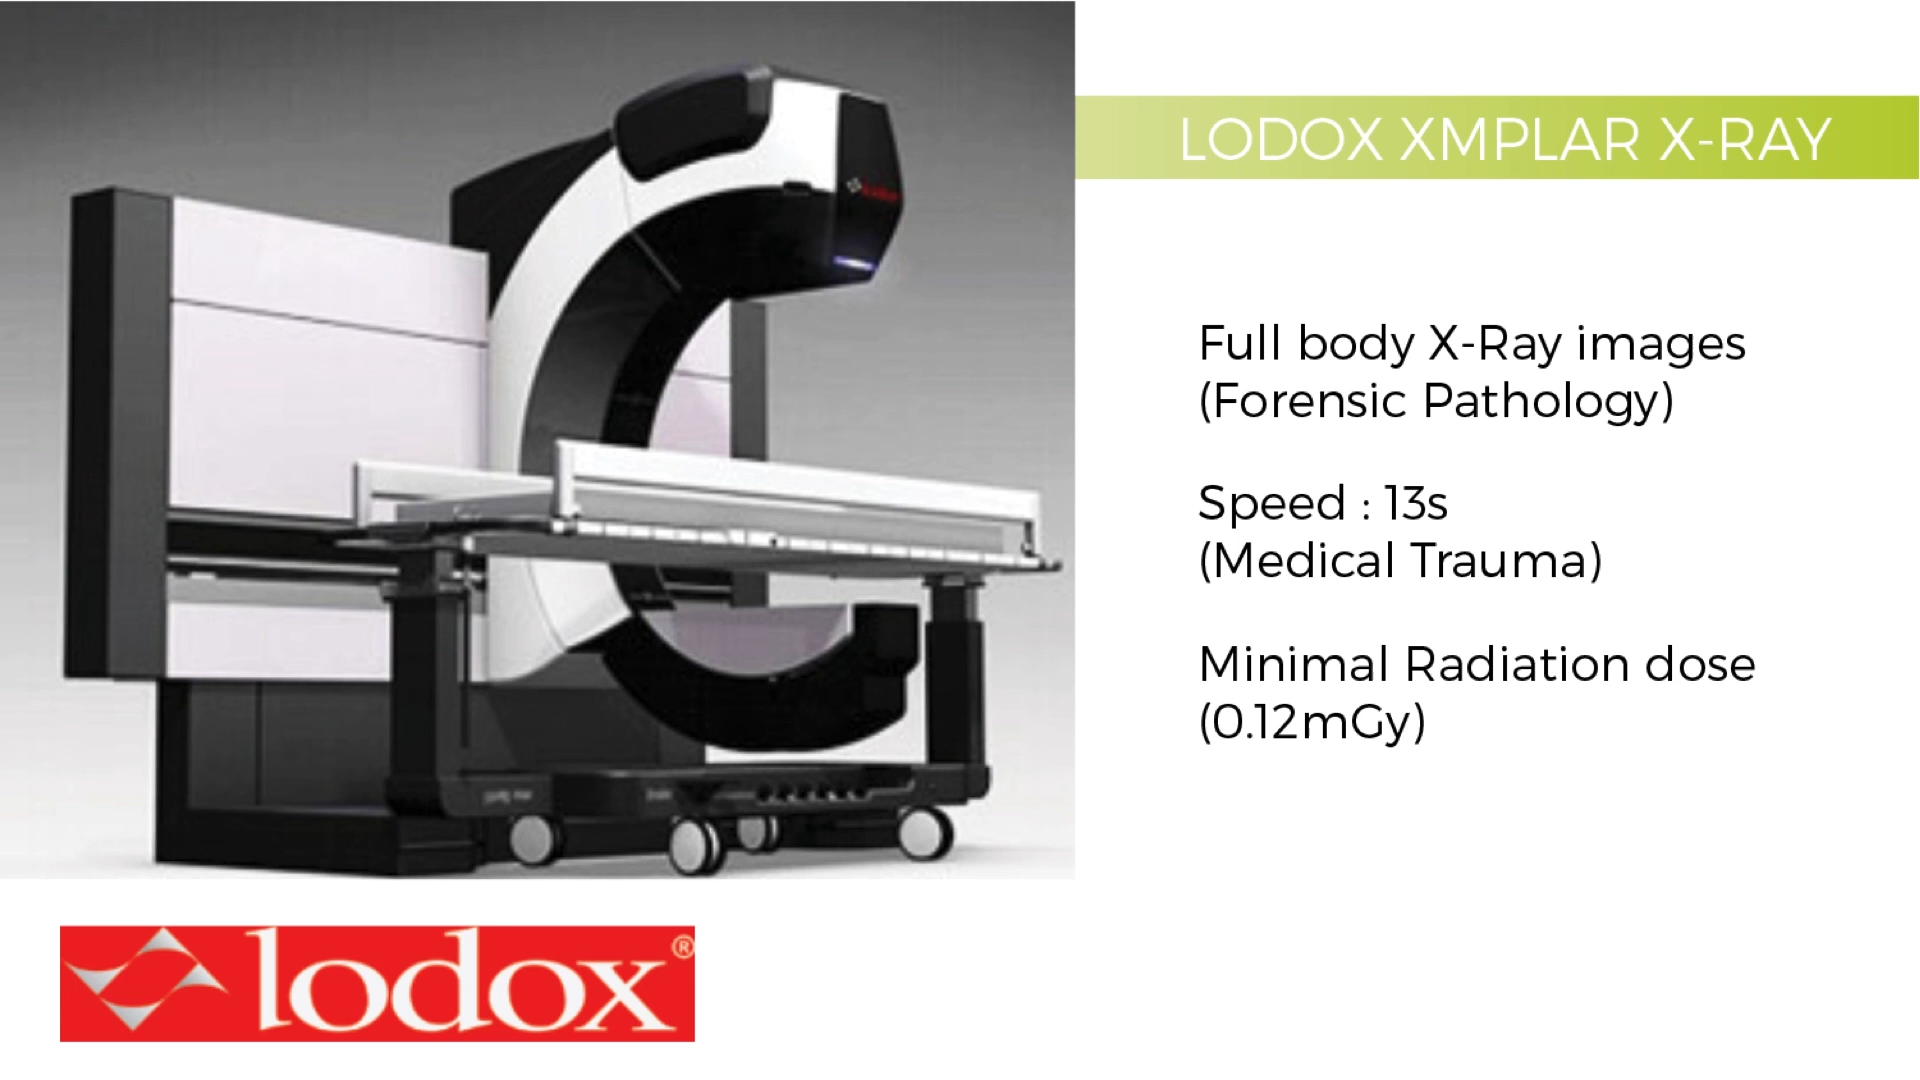 LODOX XMPLAR X-RAY
Full body X-Ray images
(Forensic Pathology)
Speed : 13s
(Medical Trauma)
Minimal Radiation dose
(0.12mGy)
lodox®